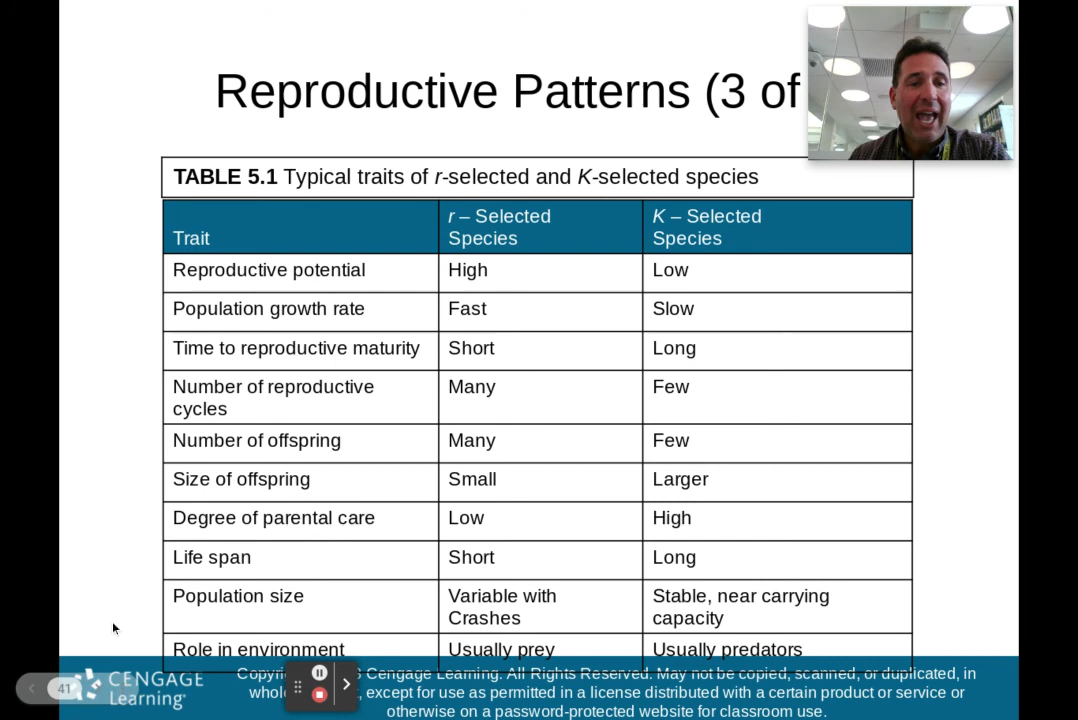 Reproductive Patterns (3 of
TABLE 5.1 Typical traits of r-selected and K-selected species
Trait
r – Selected
Species
K – Selected
Species
Reproductive potential
High
Low
Population growth rate
Fast
Slow
Time to reproductive maturity
Short
Long
Number of reproductive
cycles
Many
Few
Number of offspring
Many
Few
Size of offspring
Small
Larger
Degree of parental care
Low
High
Life span
Short
Long
Population size
Variable with
Crashes
Stable, near carrying
capacity
Role in environment
Usually prey
Usually predators
41
CENGAGE
Learning
Cengage Learning. All Rights Reserved. May not be copied, scanned, or duplicated, in
except for use as permitted in a license distributed with a certain product or service or
otherwise on a password-protected website for classroom use.